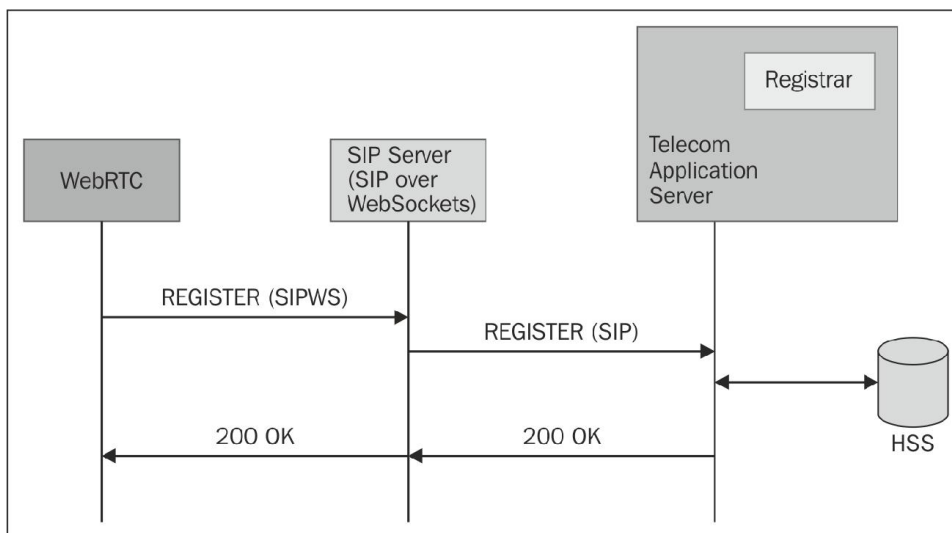 Registrar
WebRTC
SIP Server
(SIP over
WebSockets)
Telecom
Application
Server
REGISTER (SIPWS)
REGISTER (SIP)
200 OK
200 OK
HSS